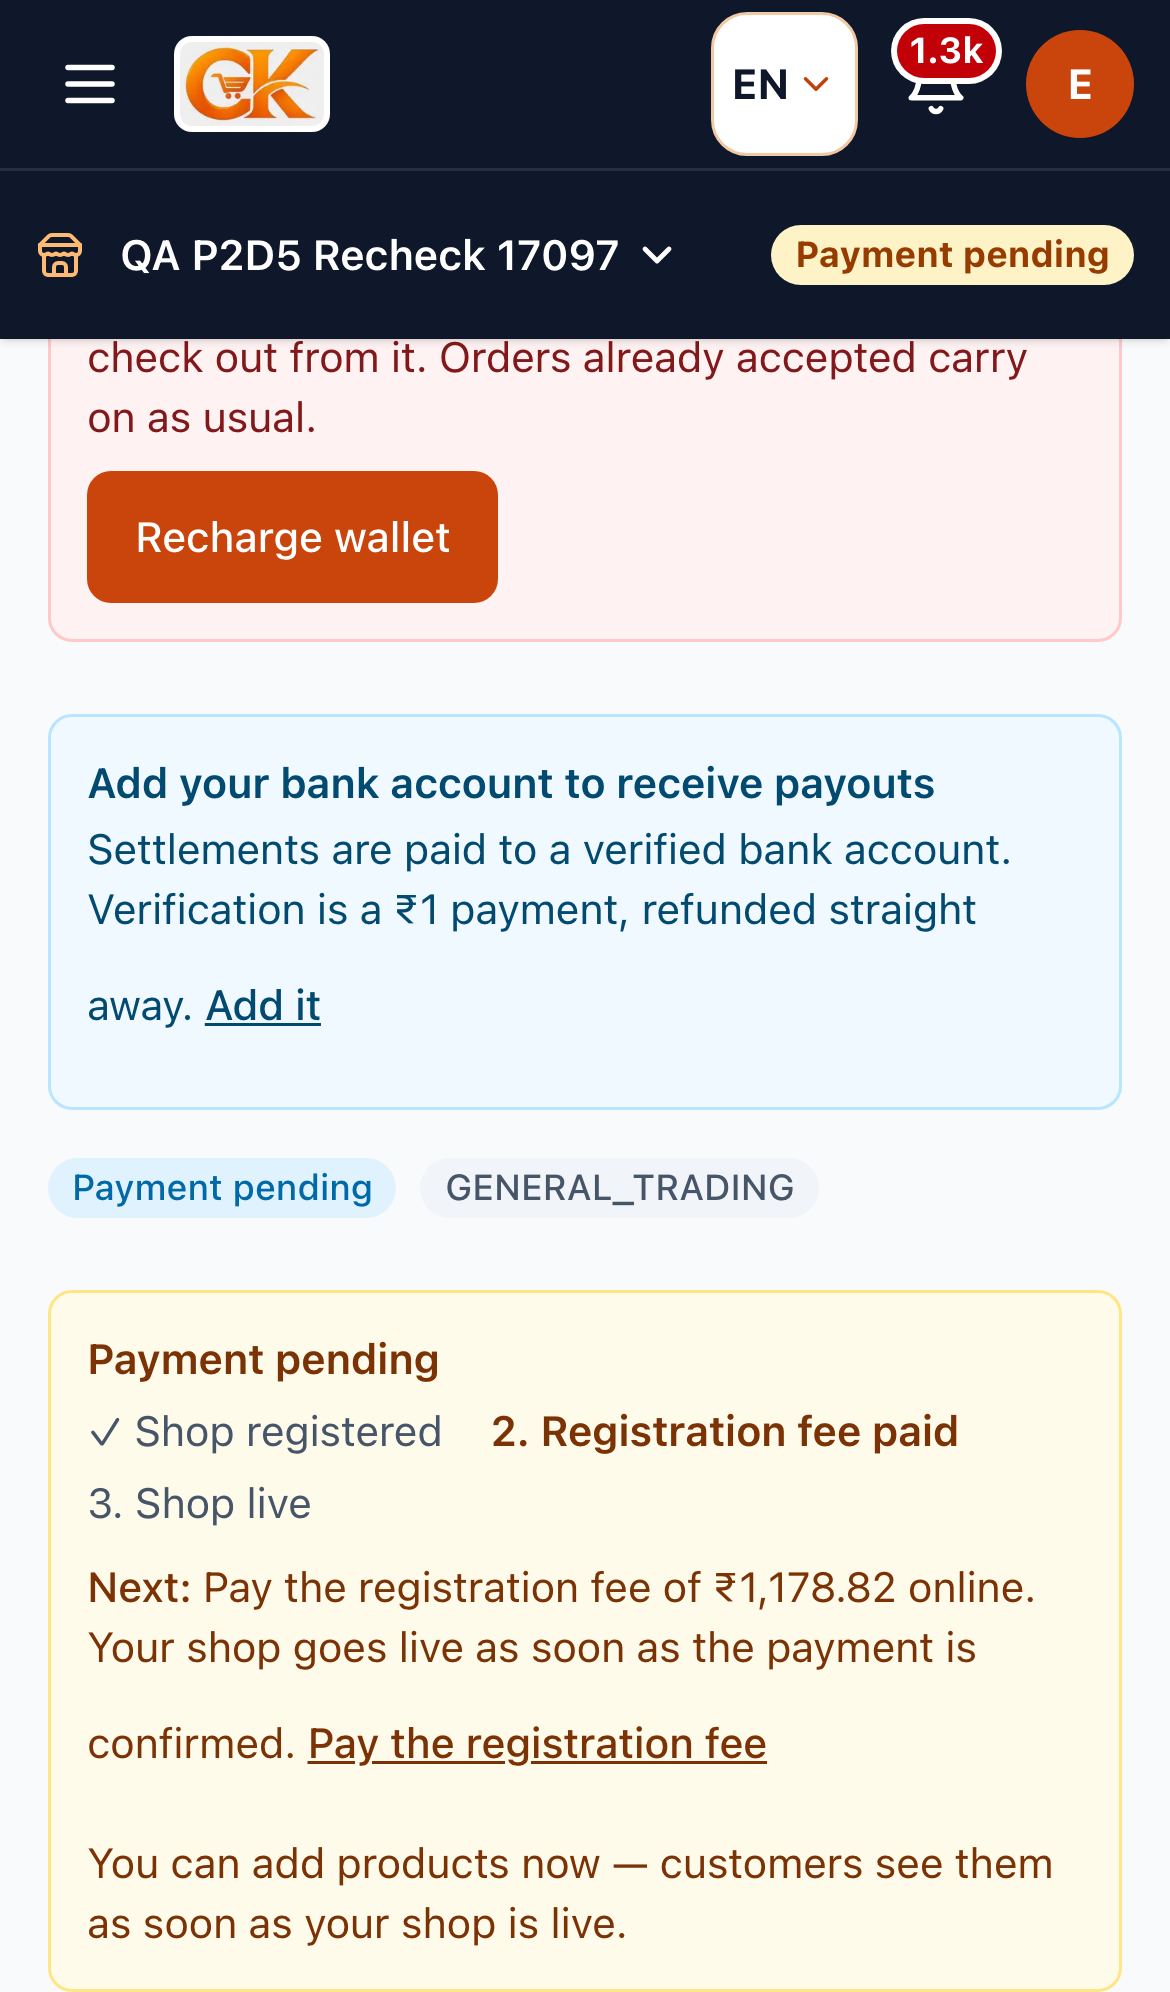 CK
EN
1.3k
E
QA P2D5 Recheck 17097
Payment pending
check out from it. Orders already accepted carry
on as usual.
Recharge wallet
Add your bank account to receive payouts
Settlements are paid to a verified bank account.
Verification is a ₹1 payment, refunded straight
away. Add it
Payment pending
GENERAL_TRADING
Payment pending
✓ Shop registered 2. Registration fee paid
3. Shop live
Next: Pay the registration fee of ₹1,178.82 online.
Your shop goes live as soon as the payment is
confirmed. Pay the registration fee
You can add products now — customers see them
as soon as your shop is live.